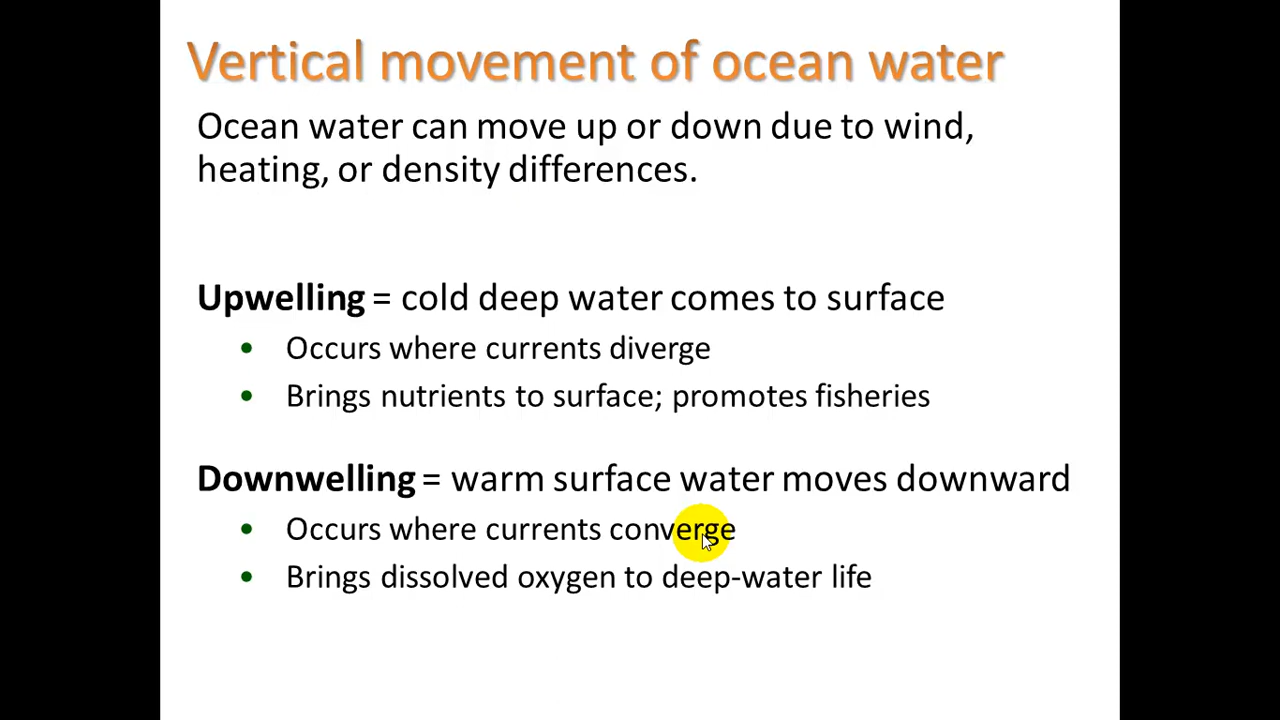 Vertical movement of ocean water
Ocean water can move up or down due to wind,
heating, or density differences.
Upwelling = cold deep water comes to surface
• Occurs where currents diverge
• Brings nutrients to surface; promotes fisheries
Downwelling = warm surface water moves downward
• Occurs where currents converge
• Brings dissolved oxygen to deep-water life